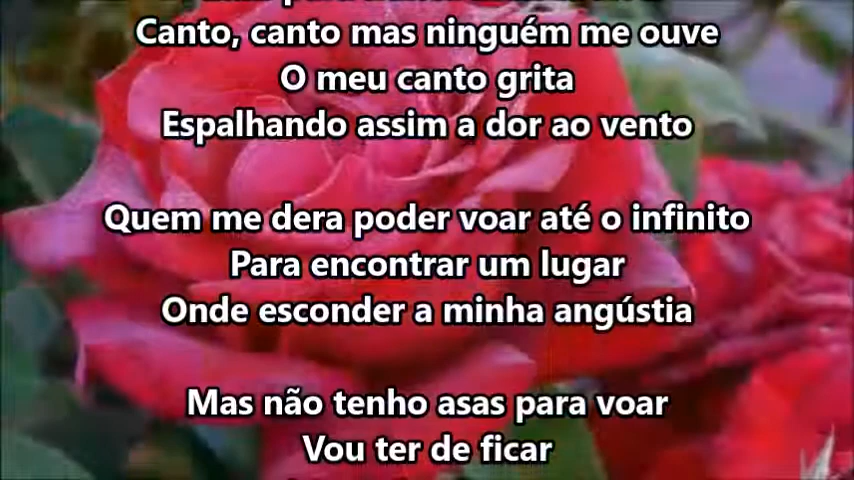 Canto, canto mas ninguém me ouve
O meu canto grita
Espalhando assim a dor ao vento
Quem me dera poder voar até o infinito
Para encontrar um lugar
Onde esconder a minha angústia
Mas não tenho asas para voar
Vou ter de ficar